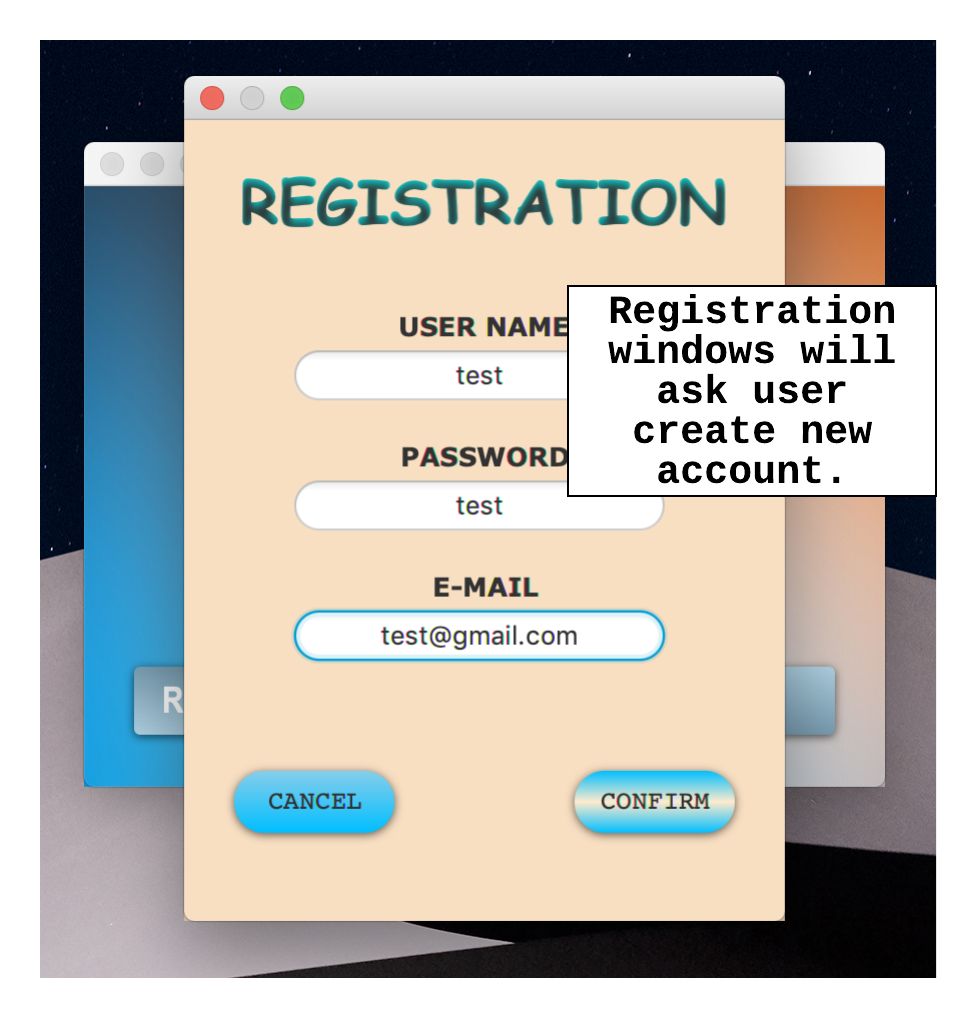 REGISTRATION
USER NAME
test
Registration
windows will
ask user
create new
account.
PASSWORD
test
E-MAIL
test@gmail.com
R
CANCEL
CONFIRM